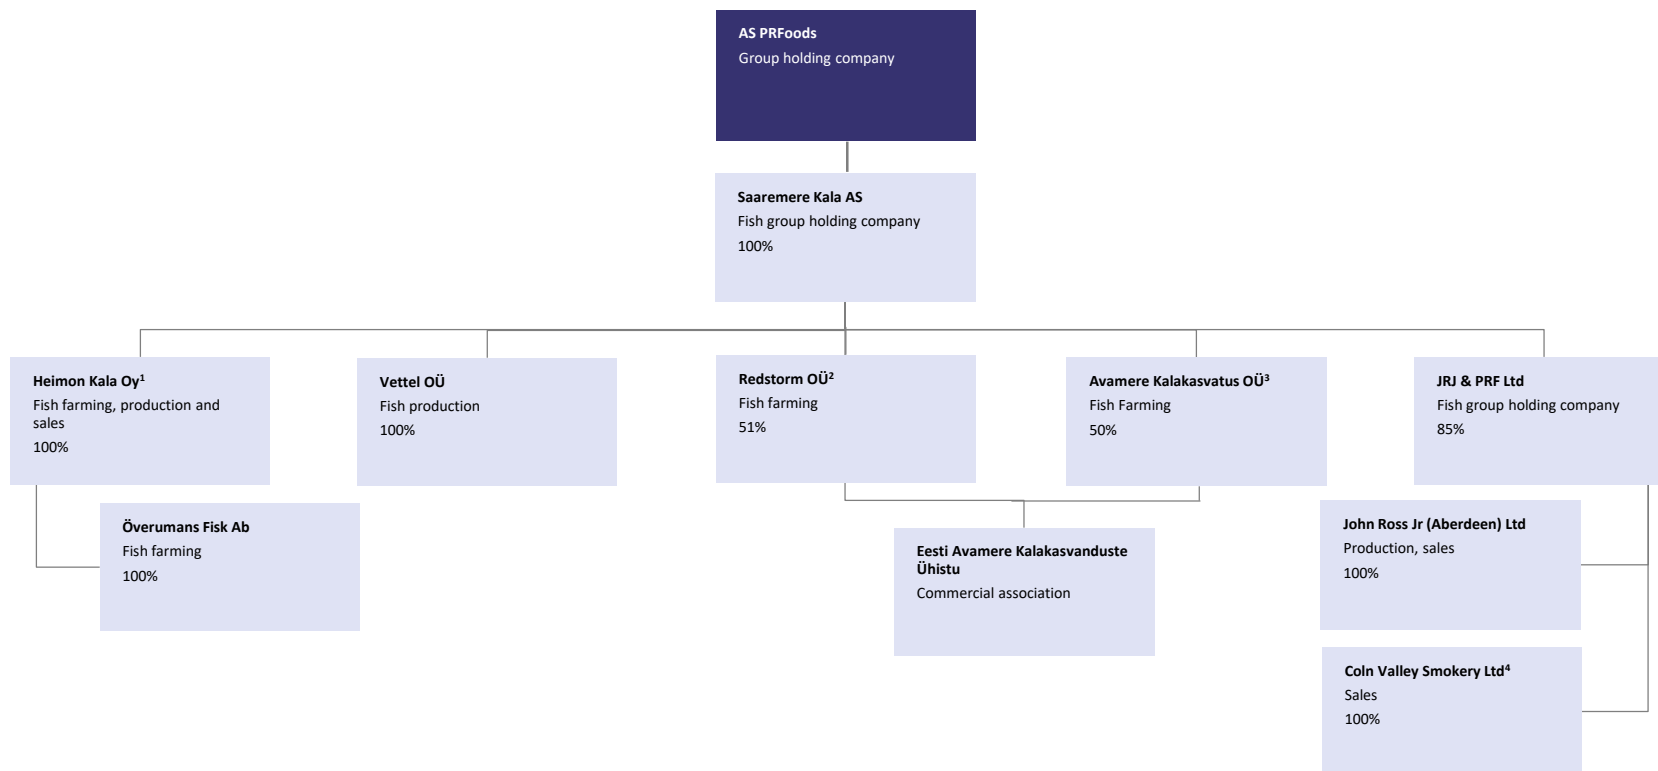 AS PRFoods
Group holding company
Saaremere Kala AS
Fish group holding company
100%
Heimon Kala Oy¹
Fish farming, production and
sales
100%
Vettel OÜ
Fish production
100%
Redstorm OÜ²
Fish farming
51%
Avamere Kalakasvatus OÜ³
Fish Farming
50%
JRJ & PRF Ltd
Fish group holding company
85%
Överumans Fisk Ab
Fish farming
100%
Eesti Avamere Kalakasvanduste
Ühistu
Commercial association
John Ross Jr (Aberdeen) Ltd
Production, sales
100%
Coln Valley Smokery Ltd⁴
Sales
100%